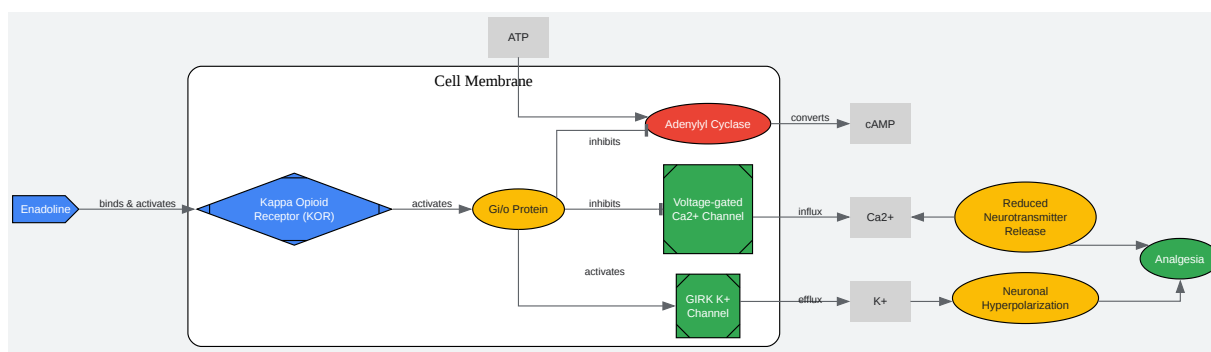 ATP
Cell Membrane
Adenylyl Cyclase
converts
cAMP
inhibits
Enadoline
binds & activates
Kappa Opioid
Receptor (KOR)
activates
Gi/o Protein
inhibits
Voltage-gated
Ca2+ Channel
influx
Ca2+
Reduced
Neurotransmitter
Release
Analgesia
activates
GIRK K+
Channel
efflux
K+
Neuronal
Hyperpolarization